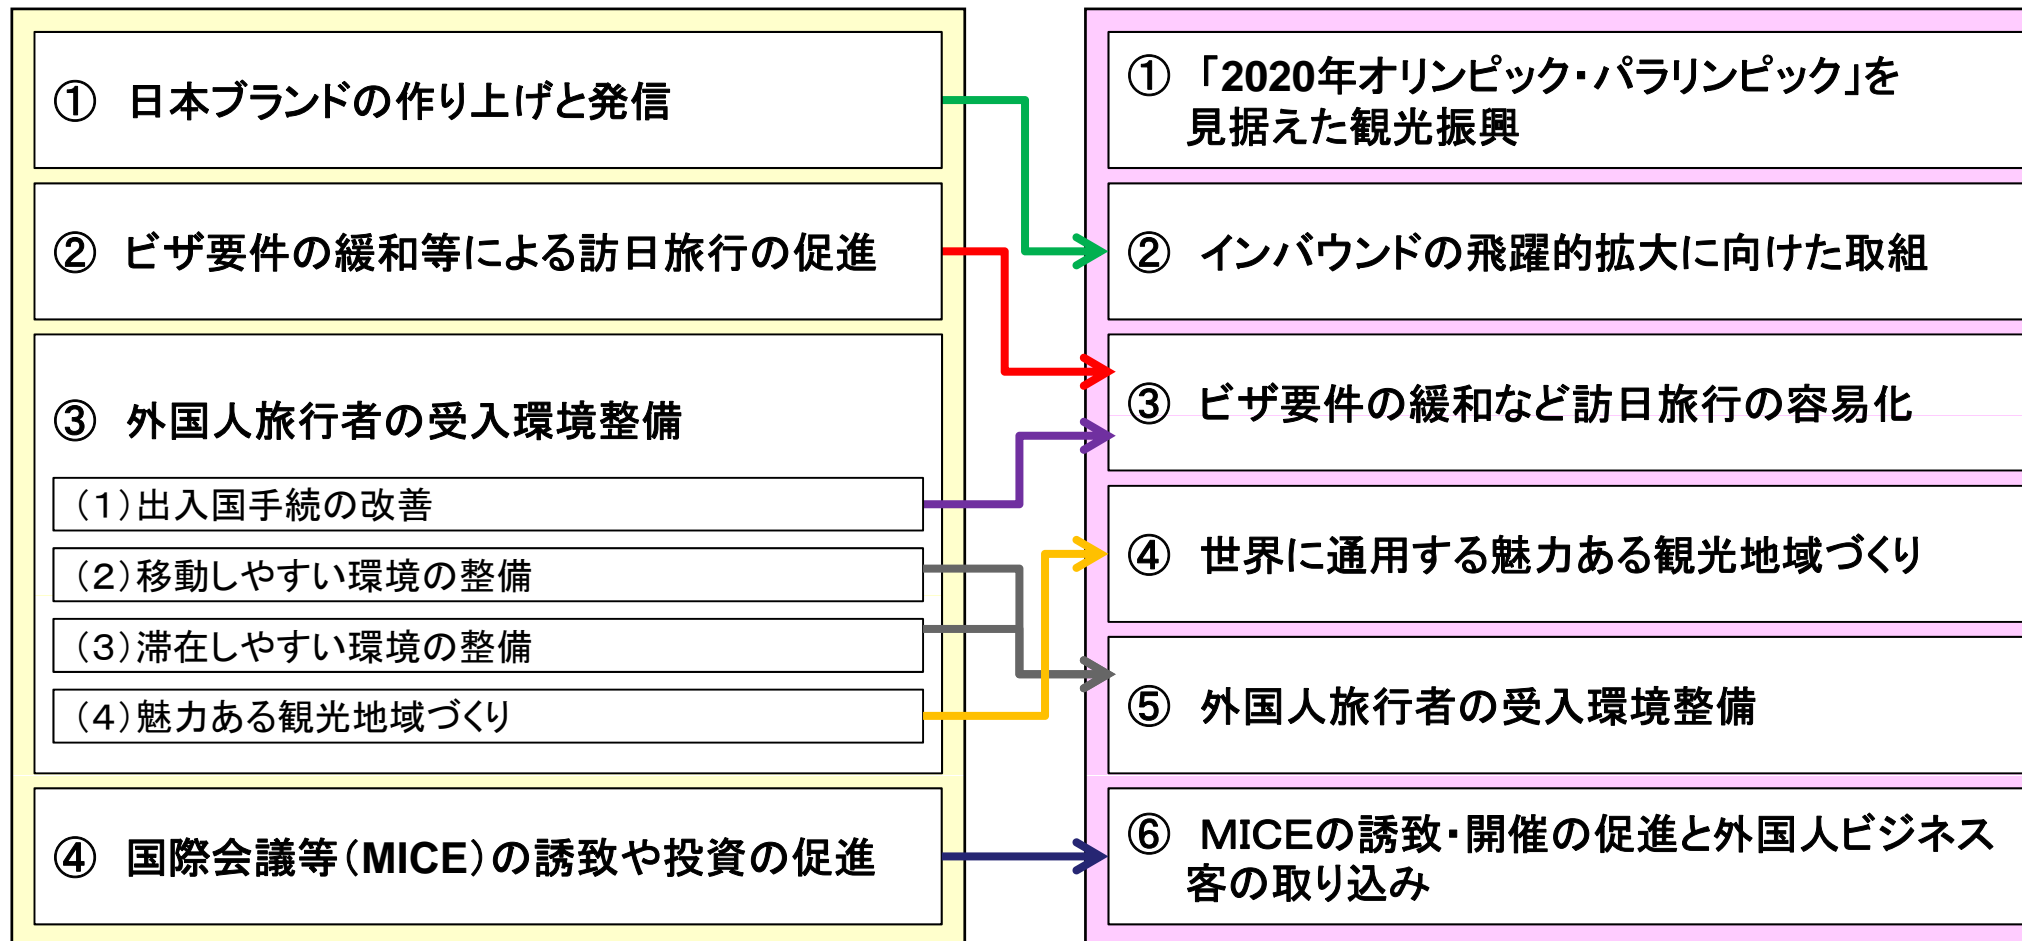 ① 日本ブランドの作り上げと発信
② ビザ要件の緩和等による訪日旅行の促進
③ 外国人旅行者の受入環境整備
（１）出入国手続の改善
（２）移動しやすい環境の整備
（３）滞在しやすい環境の整備
（４）魅力ある観光地域づくり
④ 国際会議等（MICE）の誘致や投資の促進
① 「2020年オリンピック・パラリンピック」を
見据えた観光振興
② インバウンドの飛躍的拡大に向けた取組
③ ビザ要件の緩和など訪日旅行の容易化
④ 世界に通用する魅力ある観光地域づくり
⑤ 外国人旅行者の受入環境整備
⑥ ＭＩＣＥの誘致・開催の促進と外国人ビジネス
客の取り込み